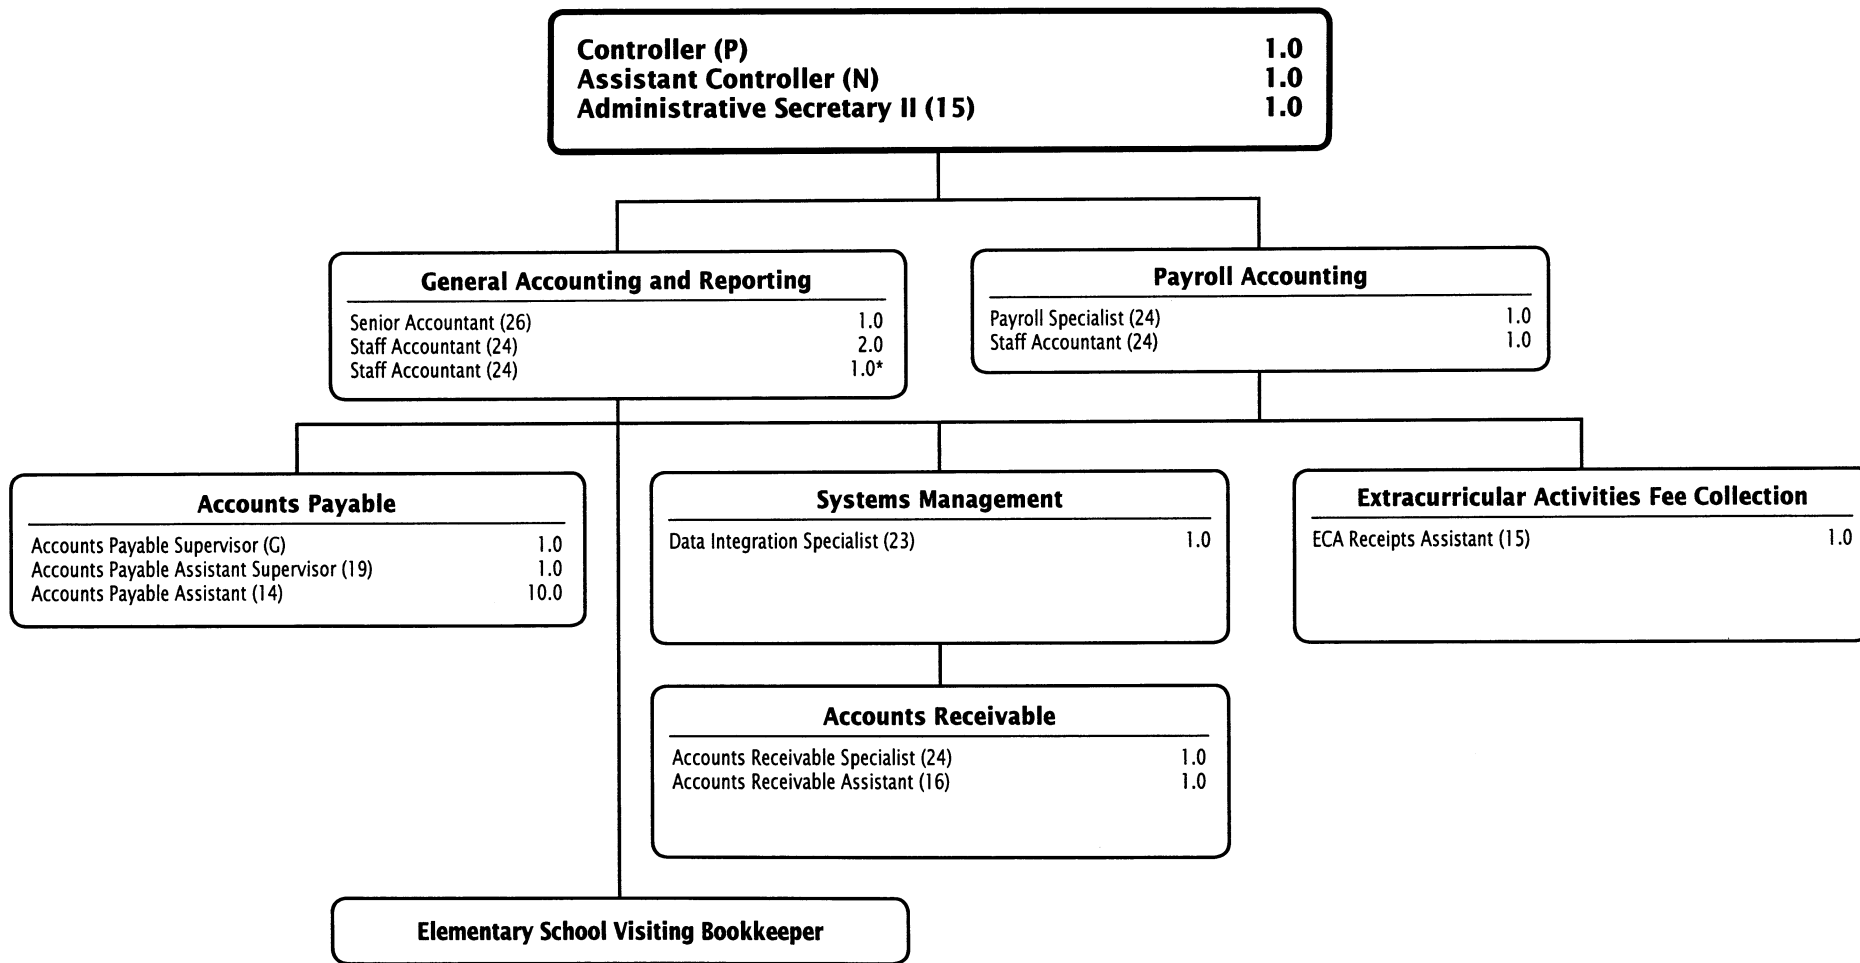 Controller (P) 1.0
Assistant Controller (N) 1.0
Administrative Secretary II (15) 1.0
General Accounting and Reporting
Senior Accountant (26) 1.0
Staff Accountant (24) 2.0
Staff Accountant (24) 1.0*
Payroll Accounting
Payroll Specialist (24) 1.0
Staff Accountant (24) 1.0
Accounts Payable
Accounts Payable Supervisor (G) 1.0
Accounts Payable Assistant Supervisor (19) 1.0
Accounts Payable Assistant (14) 10.0
Systems Management
Data Integration Specialist (23) 1.0
Extracurricular Activities Fee Collection
ECA Receipts Assistant (15) 1.0
Accounts Receivable
Accounts Receivable Specialist (24) 1.0
Accounts Receivable Assistant (16) 1.0
Elementary School Visiting Bookkeeper